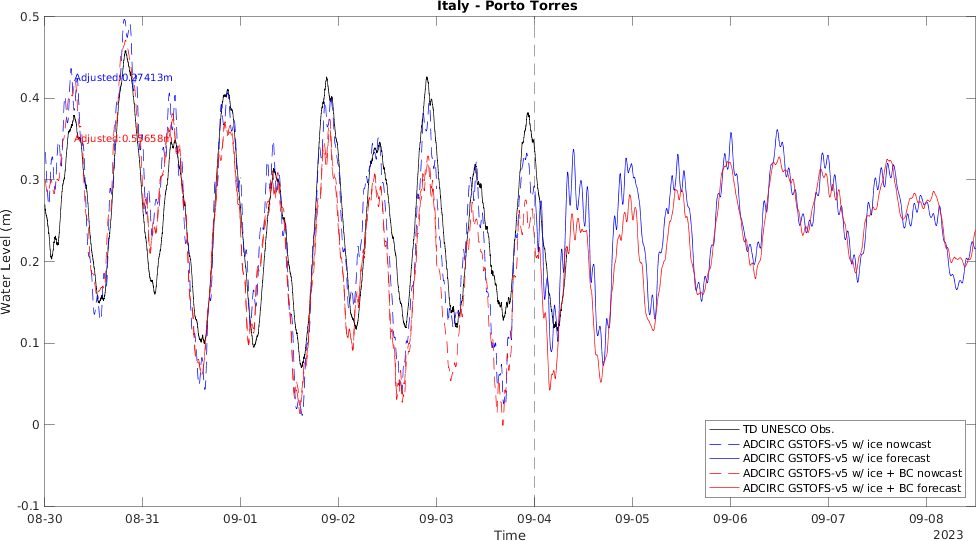 Italy - Porto Torres
0.5
0.4
0.3
0.2
0.1
0
-0.1
Water Level (m)
Adjusted:0.27413m
TD UNESCO Obs.
ADCIRC GSTOFS-v5 w/ ice nowcast
ADCIRC GSTOFS-v5 w/ ice forecast
ADCIRC GSTOFS-v5 w/ ice + BC nowcast
ADCIRC GSTOFS-v5 w/ ice + BC forecast
08-30 08-31 09-01 09-02 09-03 09-04 09-05 09-06 09-07 09-08
Time
2023